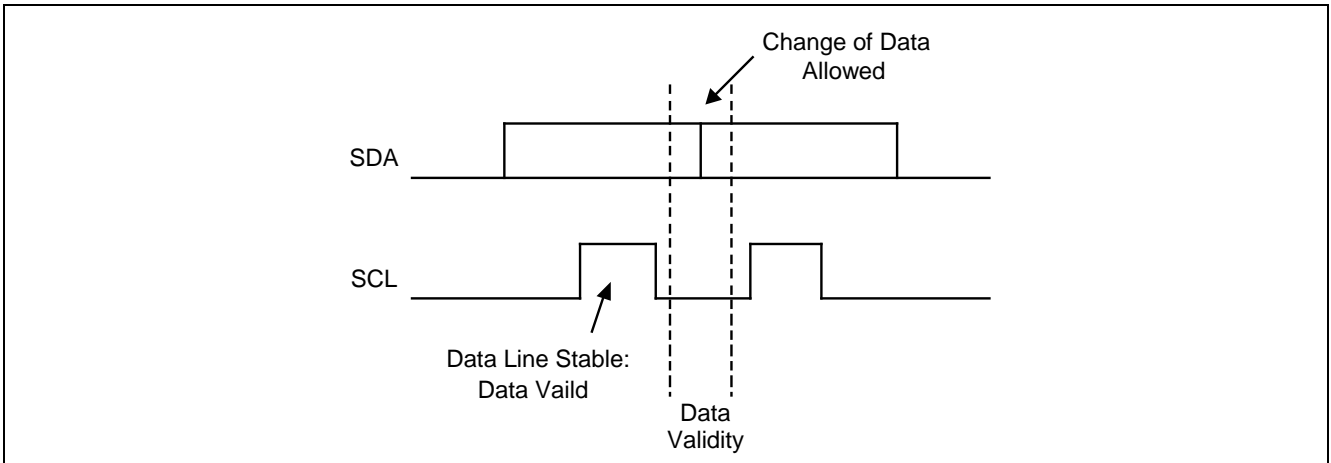 Change of Data
Allowed
SDA
SCL
Data Line Stable:
Data Vaild
Data
Validity